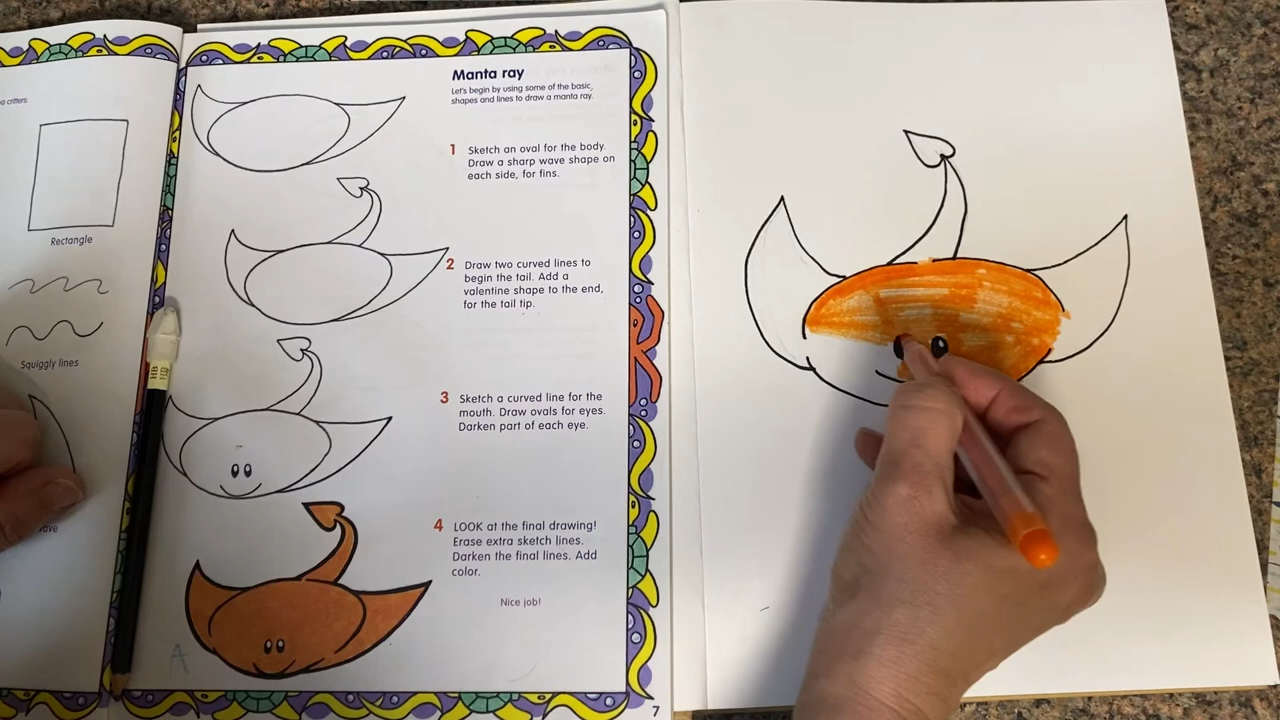 a critters
Rectangle
Squiggly lines
ave
Manta ray
Let's begin by using some of the basic
shapes and lines to draw a manta ray.
1 Sketch an oval for the body.
Draw a sharp wave shape on
each side, for fins.
2 Draw two curved lines to
begin the tail. Add a
valentine shape to the end,
for the tail tip.
3 Sketch a curved line for the
mouth. Draw ovals for eyes.
Darken part of each eye.
4 LOOK at the final drawing!
Erase extra sketch lines.
Darken the final lines. Add
color.
Nice job!
7
HB
A